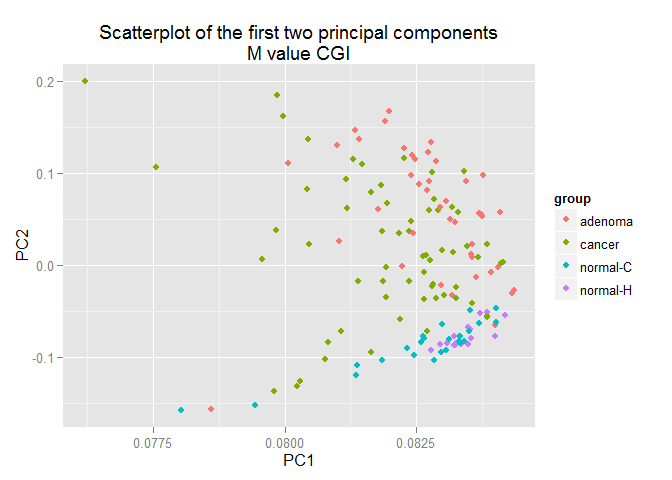 Scatterplot of the first two principal components
M value CGI
0.2
0.1
0.0
-0.1
PC2
0.0775
0.0800
0.0825
PC1
group
adenoma
cancer
normal-C
normal-H